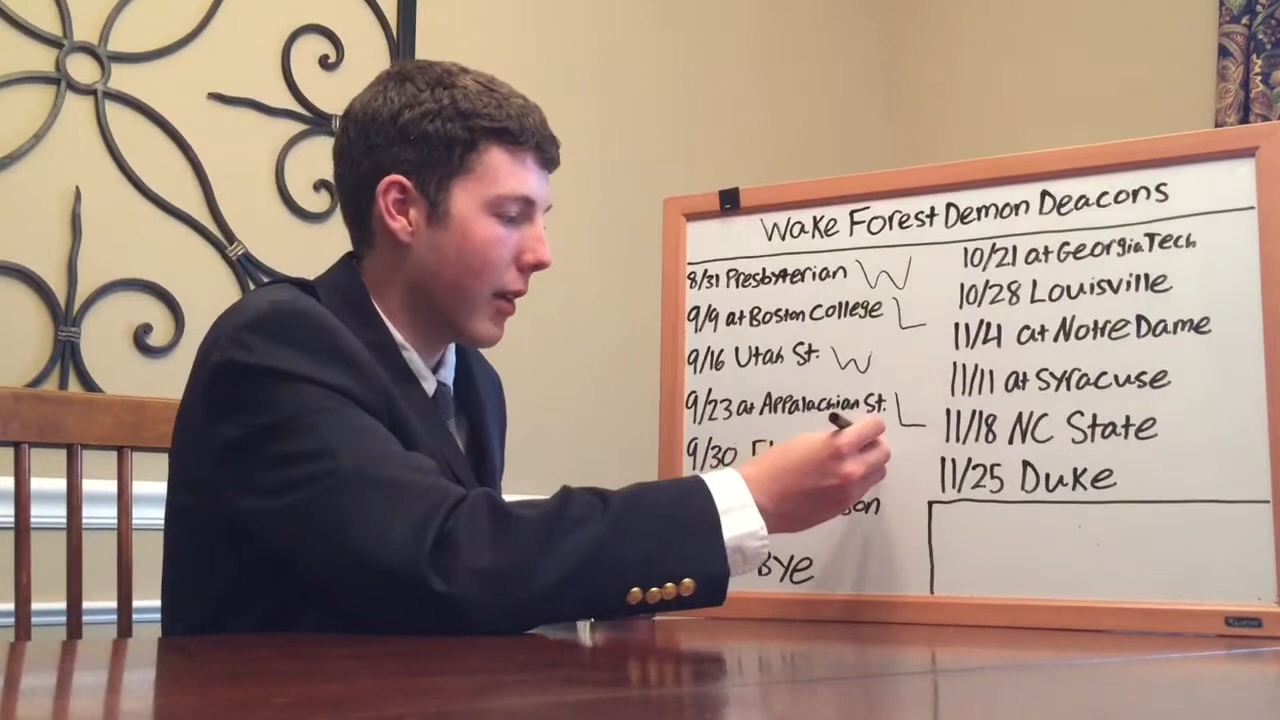 Wake Forest Demon Deacons
8/31 Presbyterian W
9/9 at Boston College L
9/16 Utah St. W
9/23 at Appalachian St. L
9/30
Bye
10/21 at Georgia Tech
10/28 Louisville
11/4 at Notre Dame
11/11 at Syracuse
11/18 NC State
11/25 Duke